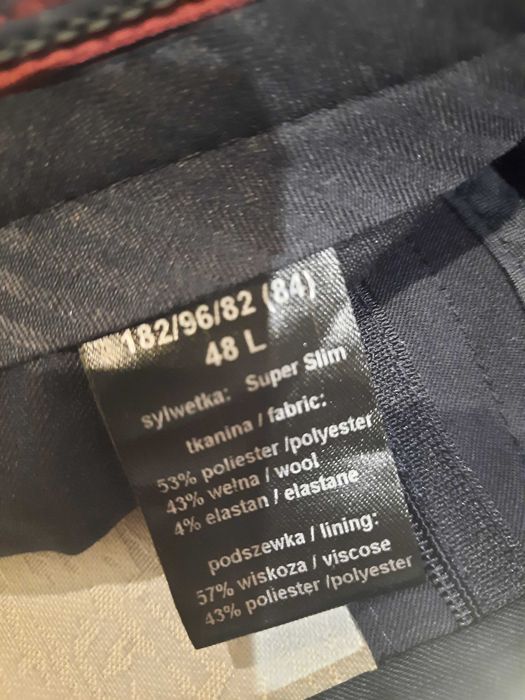 182/96/82 (84)
48 L
sylwetka: Super Slim
tkanina / fabric:
53% poliester /polyester
43% wełna / wool
4% elastan / elastane
podszewka / lining:
57% wiskoza / viscose
43% poliester /polyester